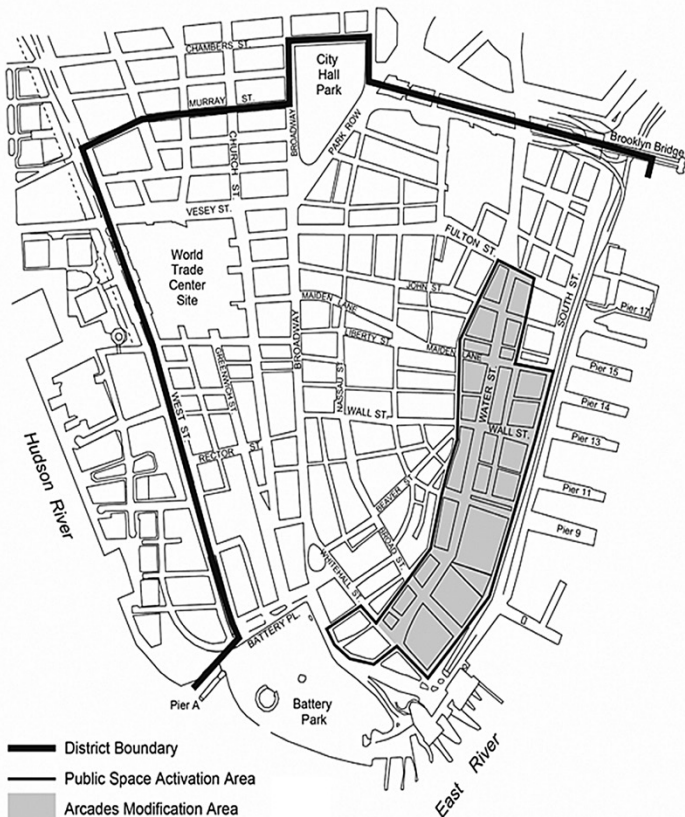 CHAMBERS ST.
City
Hall
Park
MURRAY ST.
BROADWAY
PARK ROW
Brooklyn Bridge
CHURCH ST.
VESEY ST.
FULTON ST.
World
Trade
Center
Site
JOHN ST
SOUTH ST.
Pier 17
MAIDEN LANE
LIBERTY ST.
MAIDEN LANE
BROADWAY
GREENWICH ST
NASSAU ST
WATER ST.
Pier 15
WEST ST.
WALL ST.
WALL ST.
Pier 14
Pier 13
RECTOR ST
Hudson River
BEAVER ST
Pier 11
BROAD ST.
Pier 9
WHITEHALL ST.
BATTERY PL.
Pier A
Battery
Park
East River
District Boundary
Public Space Activation Area
Arcades Modification Area